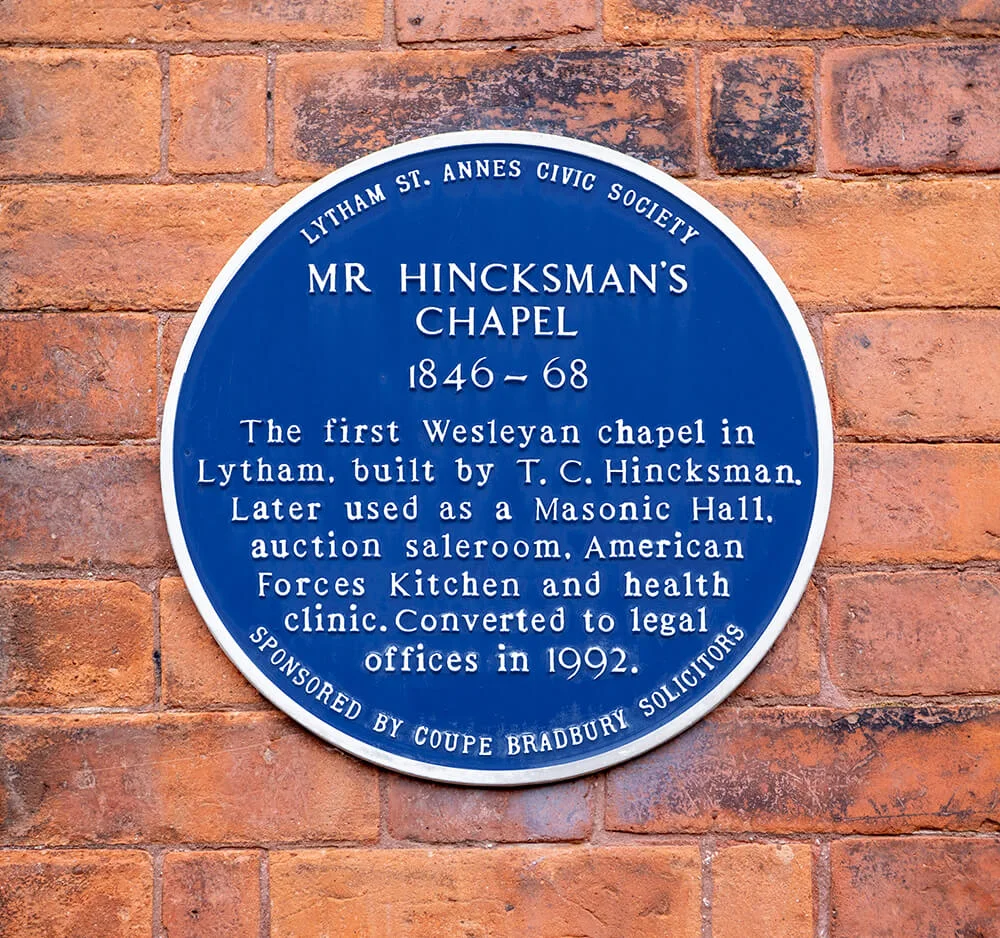 LYTHAM ST. ANNES CIVIC SOCIETY
MR HINCKSMAN'S
CHAPEL
1846 – 68
The first Wesleyan chapel in
Lytham, built by T. C. Hincksman.
Later used as a Masonic Hall,
auction saleroom, American
Forces Kitchen and health
clinic. Converted to legal
offices in 1992.
SPONSORED BY COUPE BRADBURY SOLICITORS